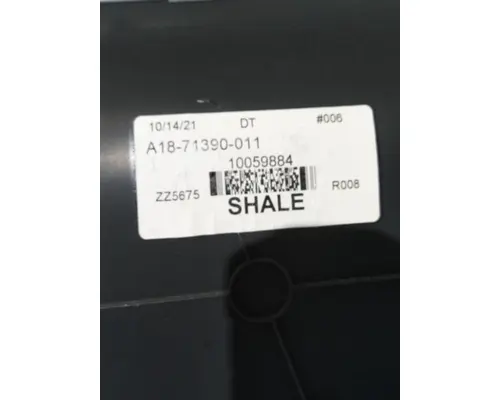 10/14/21 DT #006
A18-71390-011
10059884
ZZ5675 R008
SHALE